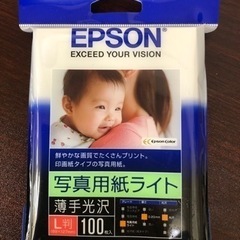 EPSON
EXCEED YOUR VISION
Epson Color
鮮やかな画質でたくさんプリント。
印画紙タイプの写真用紙。
写真用紙ライト
薄手光沢
L判
100枚入